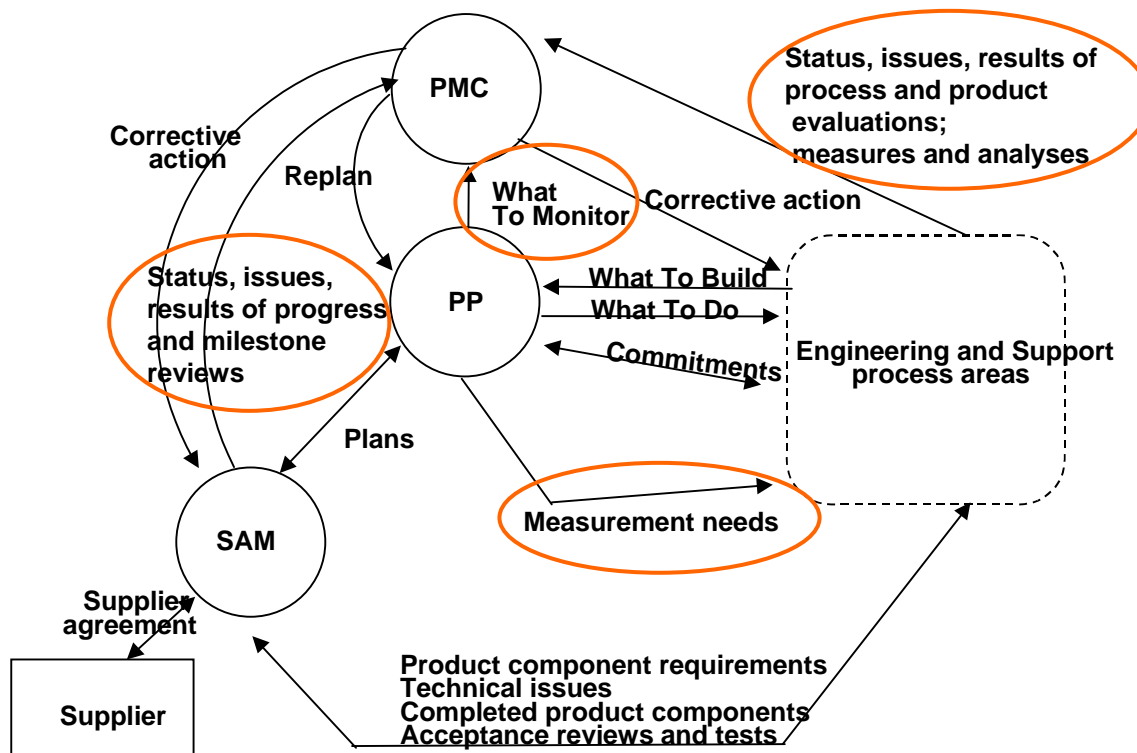 PMC
Status, issues, results of
process and product
evaluations;
measures and analyses
Corrective
action
Replan
What
To Monitor
Corrective action
Status, issues,
results of progress
and milestone
reviews
PP
What To Build
What To Do
Commitments
Engineering and Support
process areas
Plans
Measurement needs
SAM
Supplier
agreement
Supplier
Product component requirements
Technical issues
Completed product components
Acceptance reviews and tests